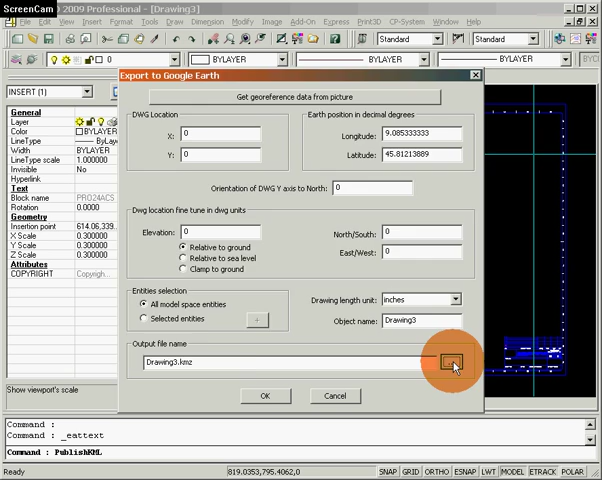 ScreenCam
© 2009 Professional - [Drawing3]
File Edit View Insert Format Tools Draw Dimension Modify Image Add-On Express Print3D CP-System Window Help
Standard
Standard
0
BYLAYER
BYLAYER
BYLAYER
INSERT (1)
General
Layer 0
Color BYLAYER
LineType BYLAYER
Width BYLAYER
LineType scale 1.000000
Invisible No
Hyperlink
Text
Block name PRO24ACS
Rotation 0.0000
Geometry
Insertion point 614.06,339...
X Scale 0.300000
Y Scale 0.300000
Z Scale 0.300000
Attributes
COPYRIGHT Copyrigh...
Show viewport's scale
Export to Google Earth
Get georeference data from picture
DWG Location
X: 0
Y: 0
Earth position in decimal degrees
Longitude: 9.085333333
Latitude: 45.81213889
Orientation of DWG Y axis to North: 0
Dwg location fine tune in dwg units
Elevation: 0
Relative to ground
Relative to sea level
Clamp to ground
North/South: 0
East/West: 0
Entities selection
All model space entities
Selected entities
+
Drawing length unit: inches
Object name: Drawing3
Output file name
Drawing3.kmz
...
OK
Cancel
Command :
Command : _eattext
Command : PublishKML
Ready
819.0353,795.4062,0
SNAP GRID ORTHO ESNAP LWT MODEL ETRACK POLAR